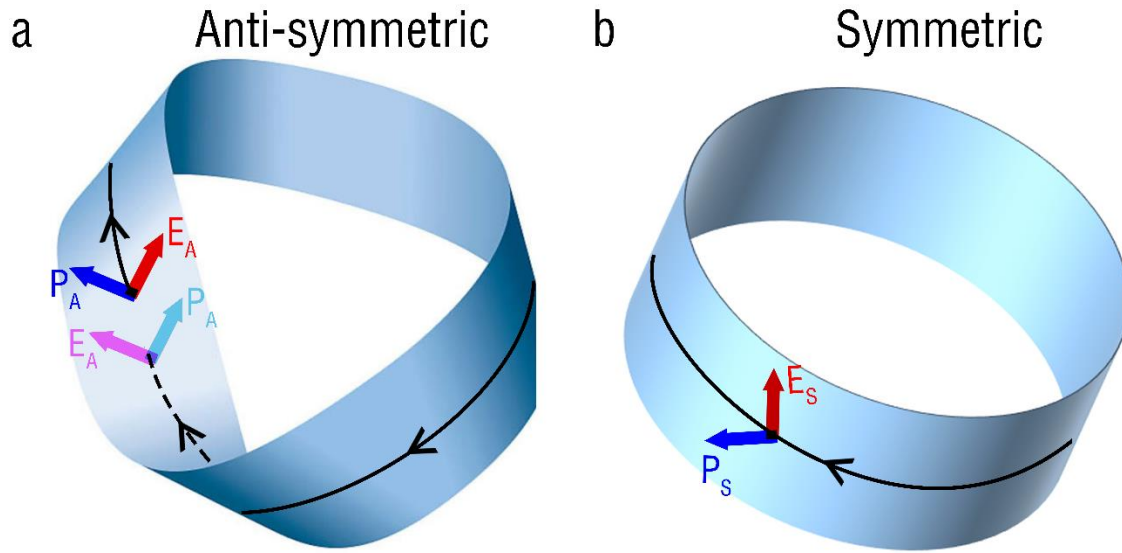 a Anti-symmetric
b Symmetric
E_A
P_A
P_A
E_A
E_S
P_S